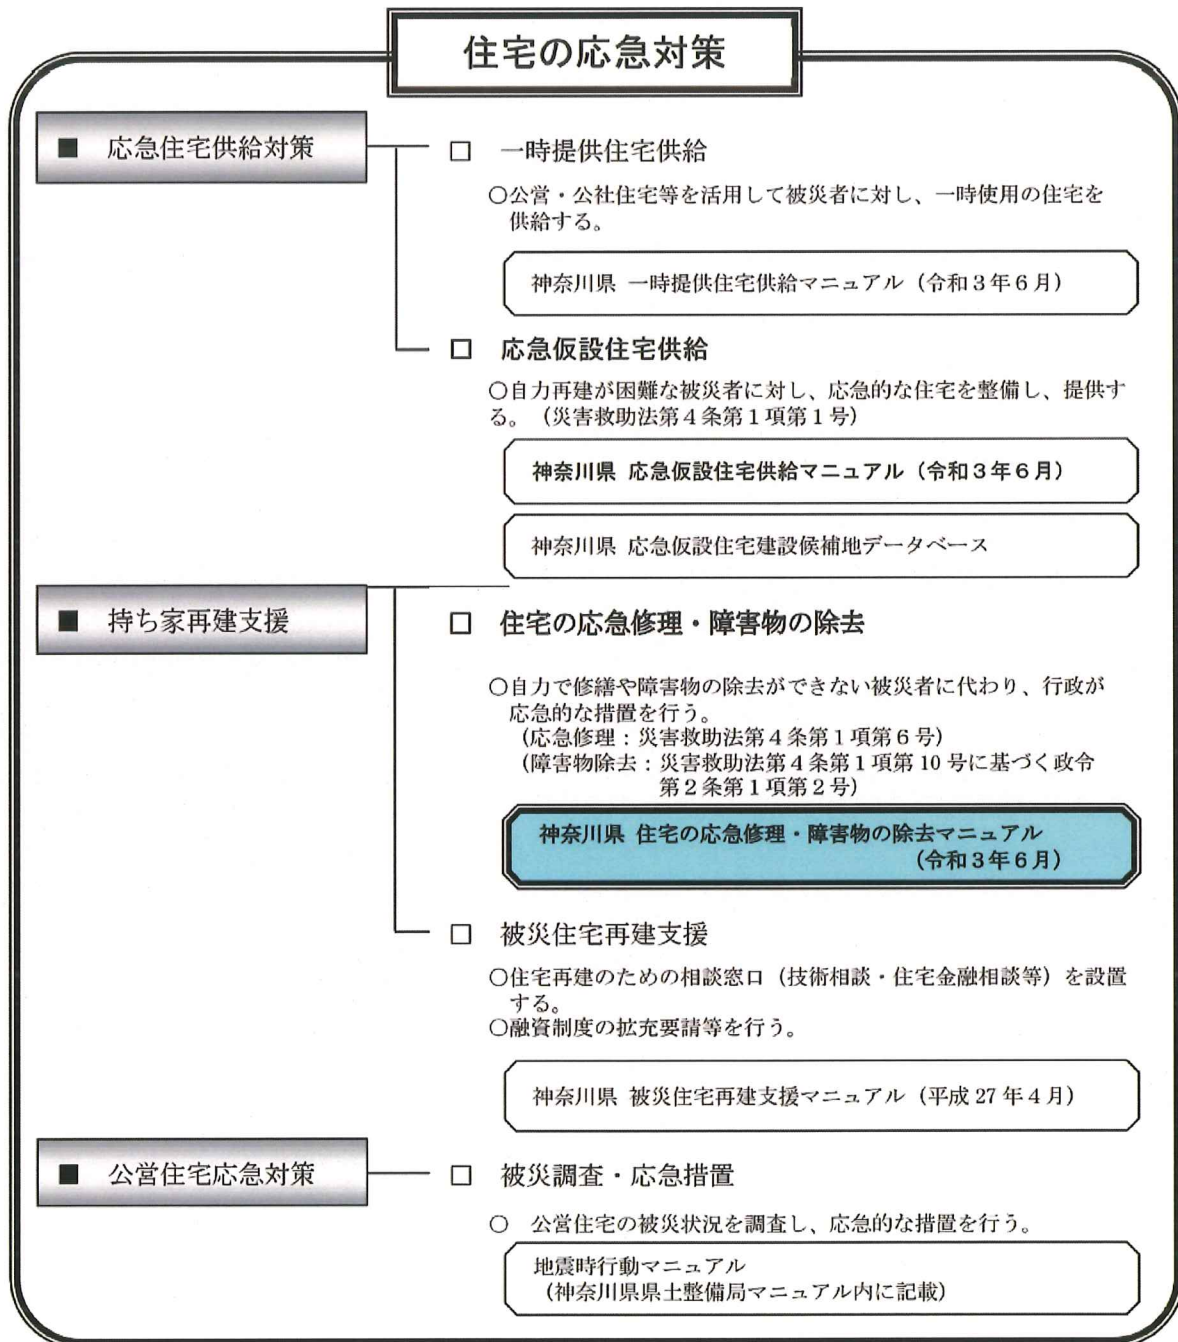 住宅の応急対策
■ 応急住宅供給対策
□ 一時提供住宅供給
○公営・公社住宅等を活用して被災者に対し、一時使用の住宅を
供給する。
神奈川県 一時提供住宅供給マニュアル（令和３年６月）
□ 応急仮設住宅供給
○自力再建が困難な被災者に対し、応急的な住宅を整備し、提供す
る。（災害救助法第４条第１項第１号）
神奈川県 応急仮設住宅供給マニュアル（令和３年６月）
神奈川県 応急仮設住宅建設候補地データベース
■ 持ち家再建支援
□ 住宅の応急修理・障害物の除去
○自力で修繕や障害物の除去ができない被災者に代わり、行政が
応急的な措置を行う。
（応急修理：災害救助法第４条第１項第６号）
（障害物除去：災害救助法第４条第１項第 10 号に基づく政令
第２条第１項第２号）
神奈川県 住宅の応急修理・障害物の除去マニュアル
（令和３年６月）
□ 被災住宅再建支援
○住宅再建のための相談窓口（技術相談・住宅金融相談等）を設置
する。
○融資制度の拡充要請等を行う。
神奈川県 被災住宅再建支援マニュアル（平成 27 年４月）
■ 公営住宅応急対策
□ 被災調査・応急措置
○ 公営住宅の被災状況を調査し、応急的な措置を行う。
地震時行動マニュアル
（神奈川県県土整備局マニュアル内に記載）